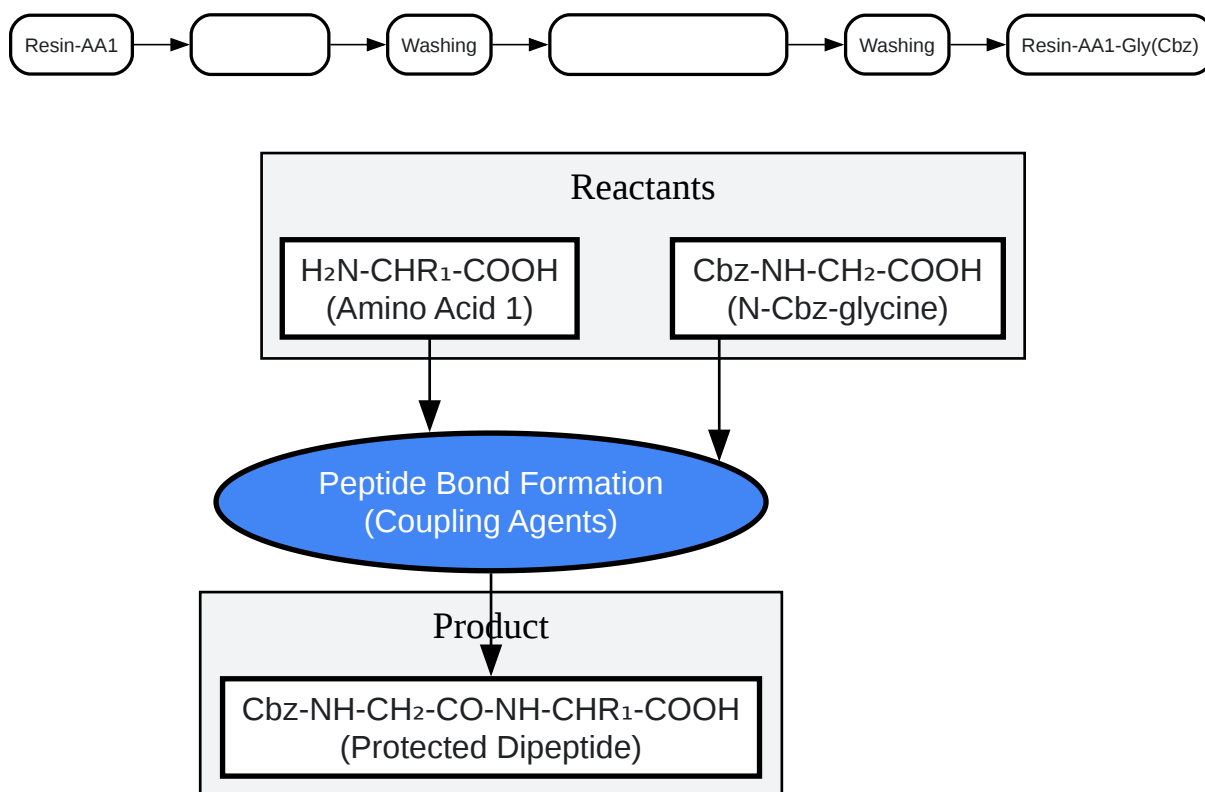 Resin-AA1
Washing
Washing
Resin-AA1-Gly(Cbz)
Reactants
H₂N-CHR₁-COOH
(Amino Acid 1)
Cbz-NH-CH₂-COOH
(N-Cbz-glycine)
Peptide Bond Formation
(Coupling Agents)
Product
Cbz-NH-CH₂-CO-NH-CHR₁-COOH
(Protected Dipeptide)